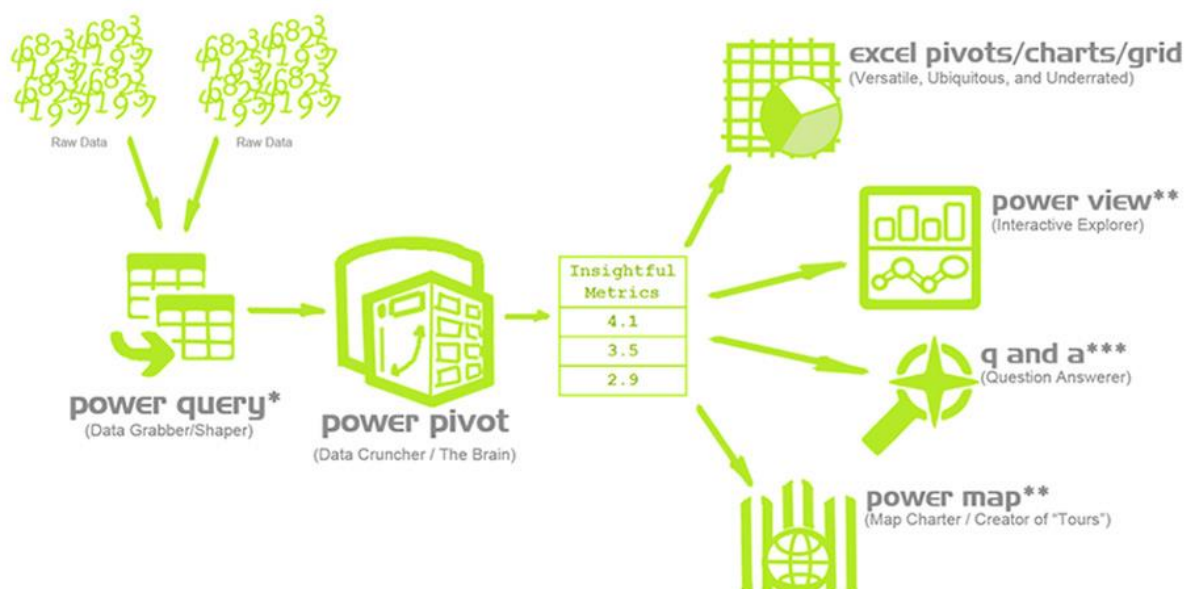 Raw Data
Raw Data
power query*
(Data Grabber/Shaper)
power pivot
(Data Cruncher / The Brain)
Insightful
Metrics
4.1
3.5
2.9
excel pivots/charts/grid
(Versatile, Ubiquitous, and Underrated)
power view**
(Interactive Explorer)
q and a***
(Question Answerer)
power map**
(Map Charter / Creator of "Tours")